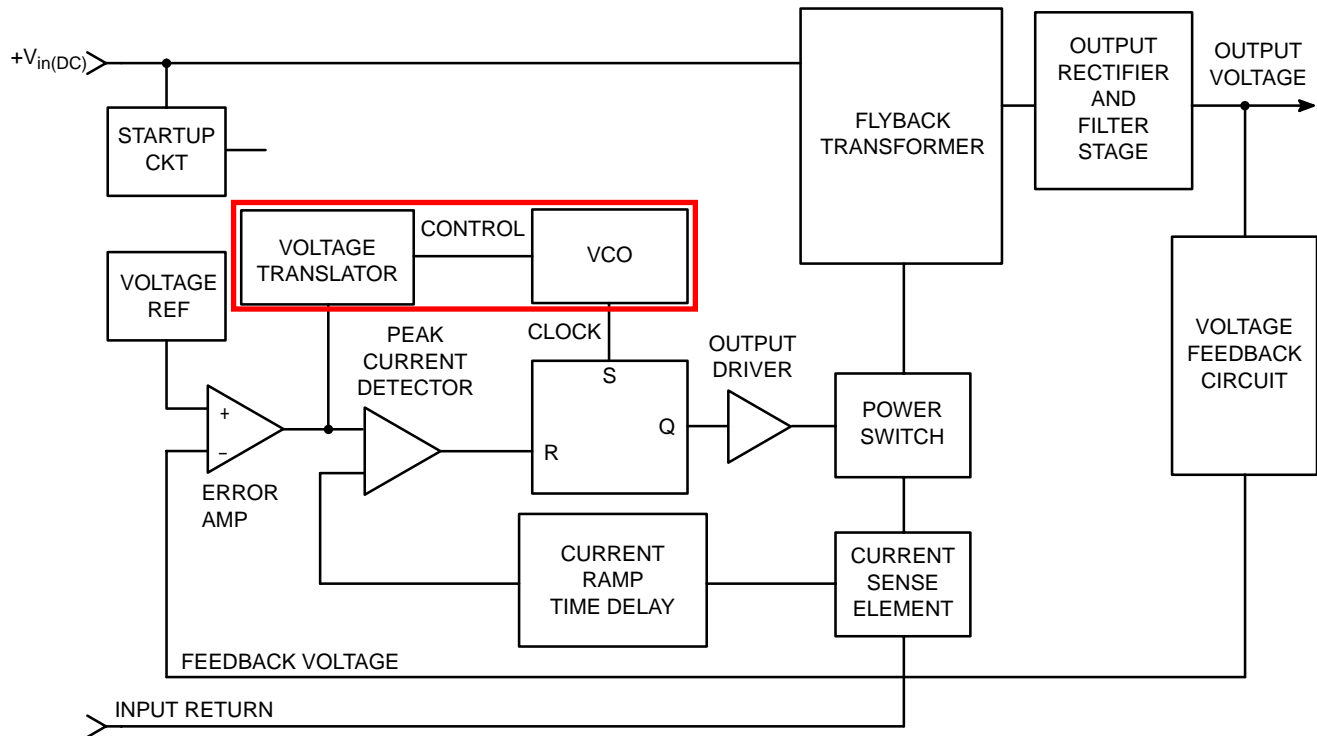 +Vin(DC)
STARTUP
CKT
FLYBACK
TRANSFORMER
OUTPUT
RECTIFIER
AND
FILTER
STAGE
OUTPUT
VOLTAGE
VOLTAGE
TRANSLATOR
CONTROL
VCO
VOLTAGE
REF
CLOCK
PEAK
CURRENT
DETECTOR
OUTPUT
DRIVER
VOLTAGE
FEEDBACK
CIRCUIT
+
−
ERROR
AMP
S
R
Q
POWER
SWITCH
CURRENT
RAMP
TIME DELAY
CURRENT
SENSE
ELEMENT
FEEDBACK VOLTAGE
INPUT RETURN